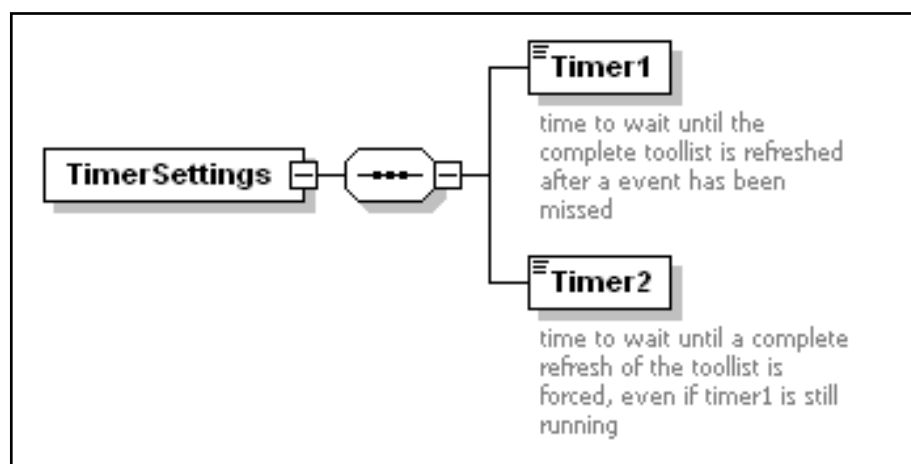 Timer1
time to wait until the
complete toollist is refreshed
after a event has been
missed
TimerSettings
Timer2
time to wait until a complete
refresh of the toollist is
forced, even if timer1 is still
running